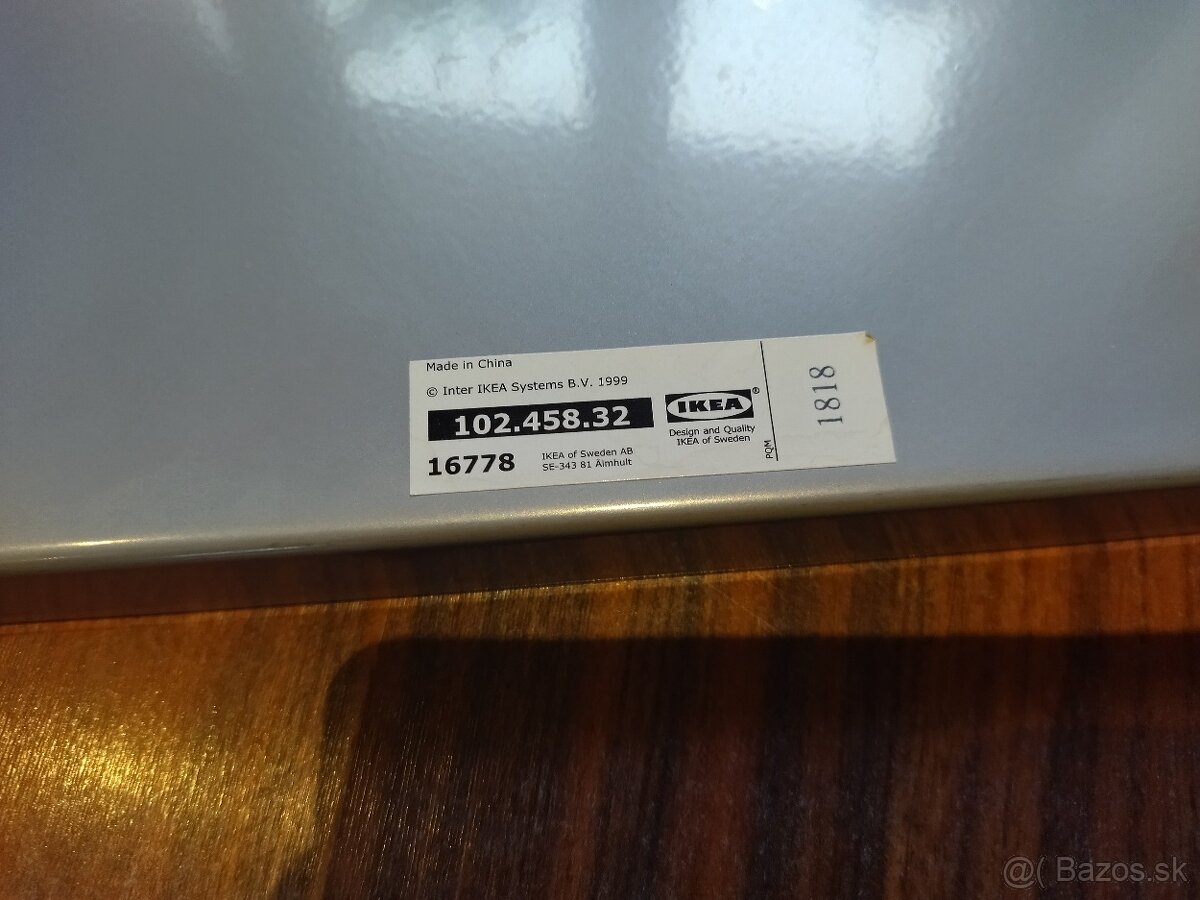 Made in China
© Inter IKEA Systems B.V. 1999
102.458.32
16778
IKEA of Sweden AB
SE-343 81 Älmhult
IKEA®
Design and Quality
IKEA of Sweden
PQM
1818
@( Bazos.sk